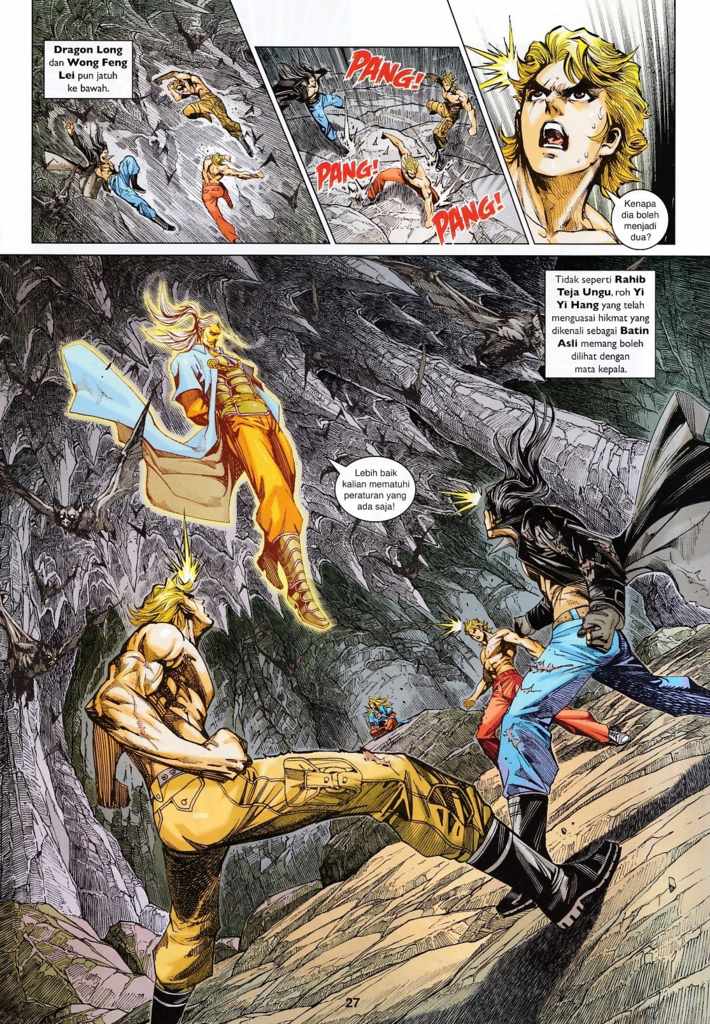 Dragon Long
dan Wong Feng
Lei pun jatuh
ke bawah.
PANG!
PANG!
PANG!
Kenapa
dia boleh
menjadi
dua?
Tidak seperti Rahib
Teja Ungu, roh Yi
Yi Hang yang telah
menguasai hikmat yang
dikenali sebagai Batin
Asli memang boleh
dilihat dengan
mata kepala.
Lebih baik
kalian mematuhi
peraturan yang
ada saja!
27